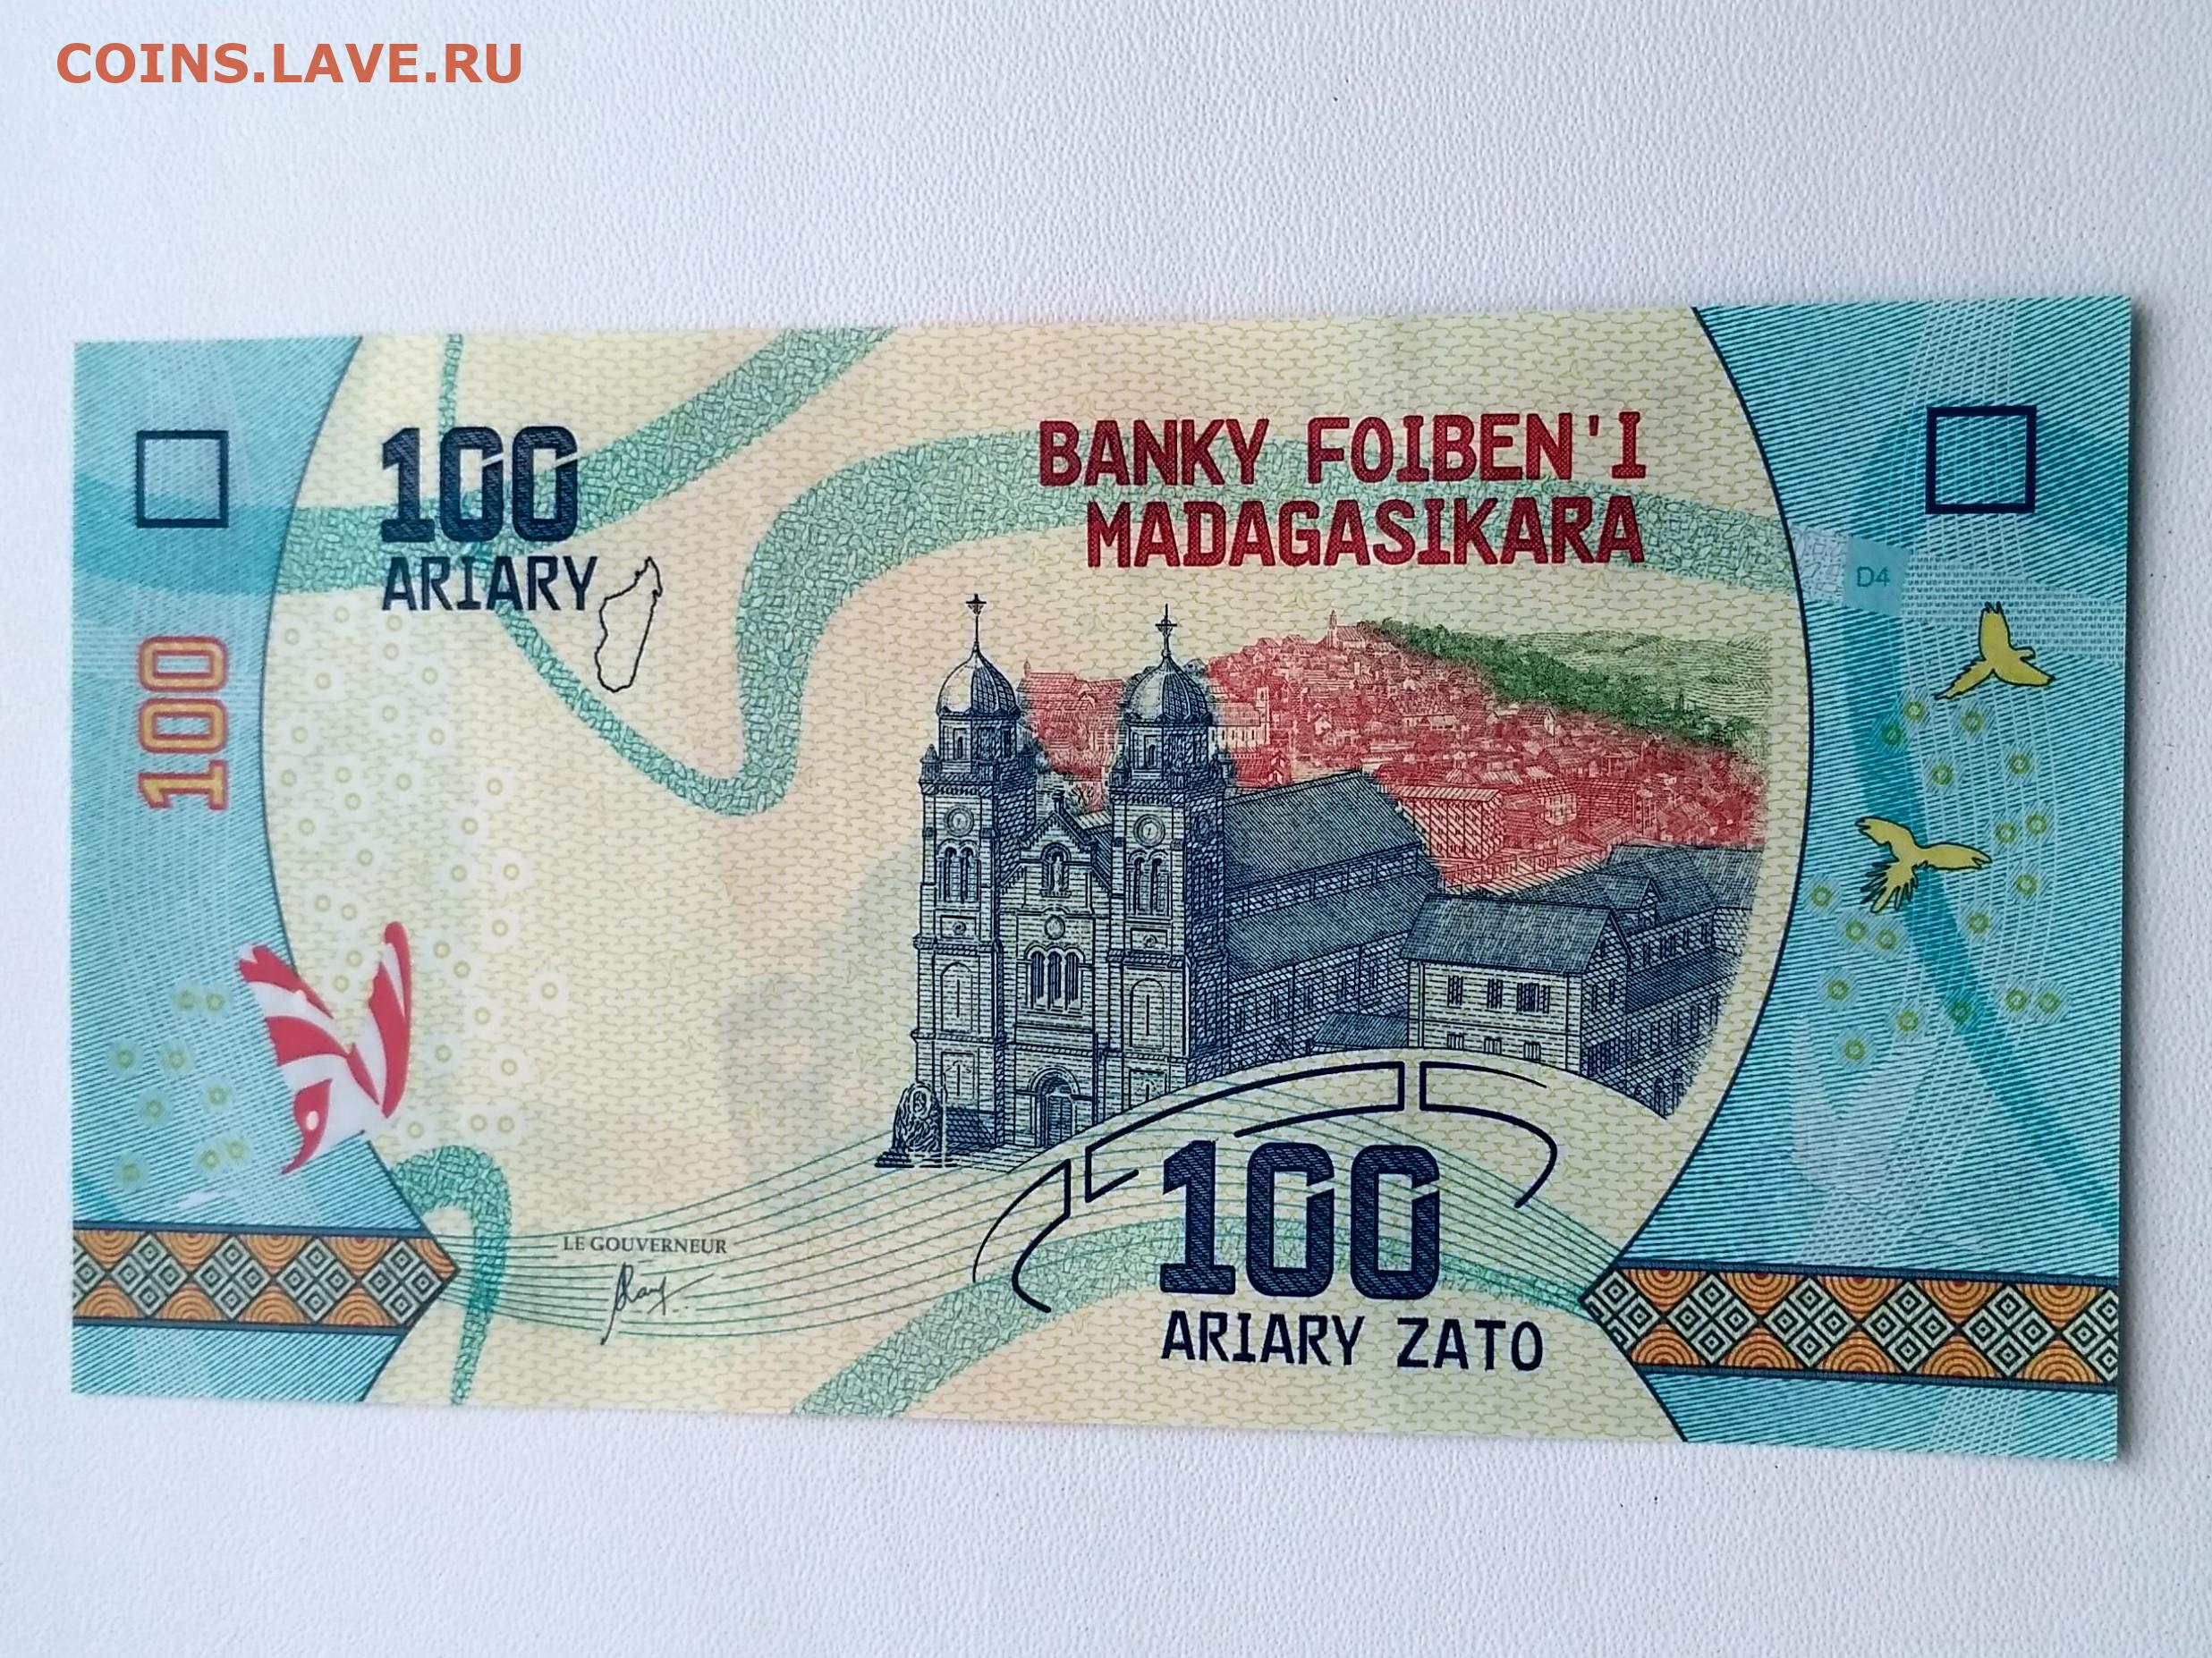 COINS.LAVE.RU
100
ARIARY
BANKY FOIBEN'I
MADAGASIKARA
D4
100
LE GOUVERNEUR
100
ARIARY ZATO